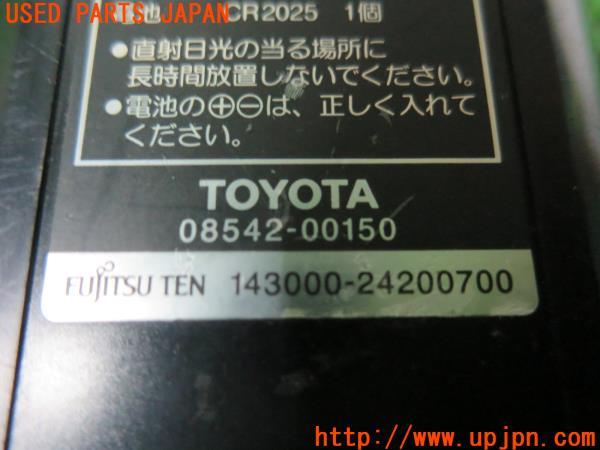 USED PARTS JAPAN
電池 CR2025 1個
●直射日光の当る場所に
長時間放置しないでください。
●電池の⊕⊖は、正しく入れて
ください。
TOYOTA
08542-00150
FUJITSU TEN 143000-24200700
http://www.upjpn.com